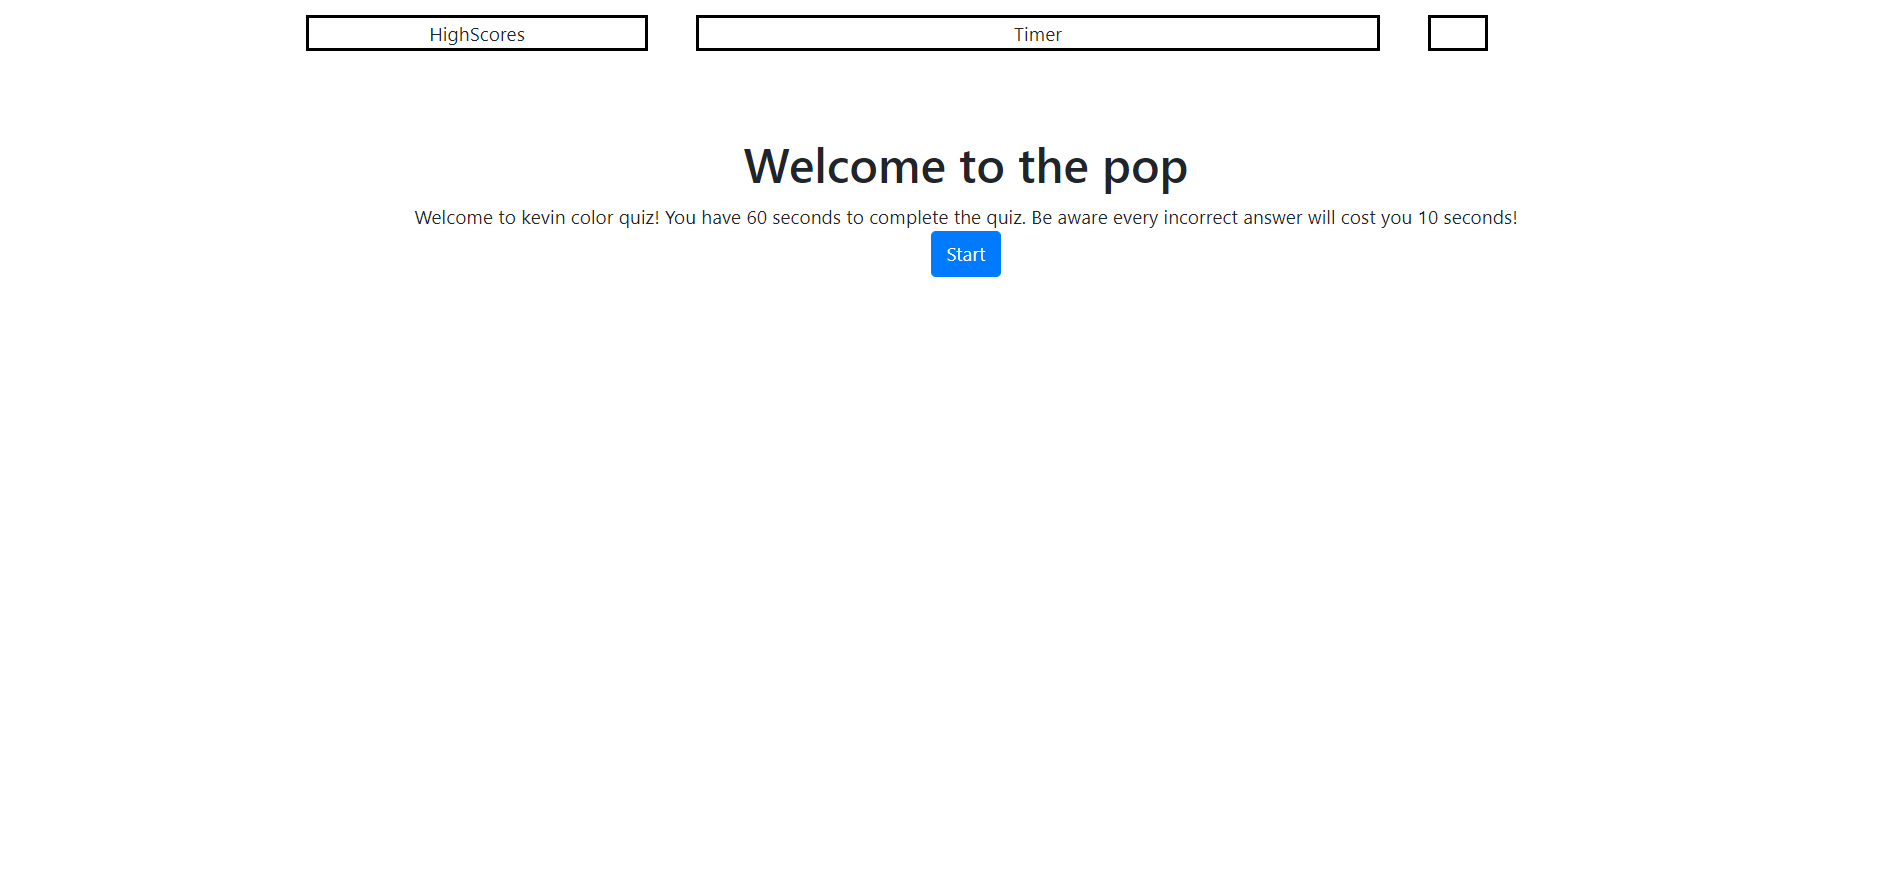 HighScores
Timer
Welcome to the pop
Welcome to kevin color quiz! You have 60 seconds to complete the quiz. Be aware every incorrect answer will cost you 10 seconds!
Start